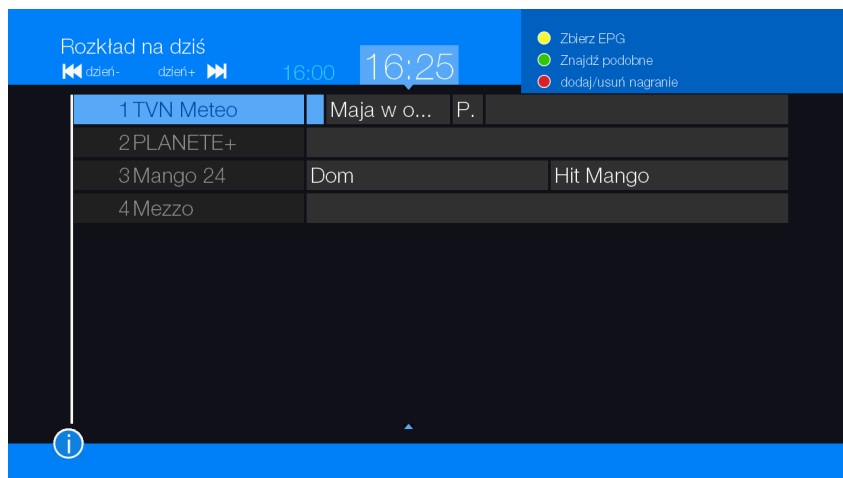 Rozkład na dziś
dzień- dzień+ 16:00 16:25
Zbierz EPG
Znajdź podobne
dodaj/usuń nagranie
1 TVN Meteo Maja w o... P.
2 PLANETE+
3 Mango 24 Dom Hit Mango
4 Mezzo
i